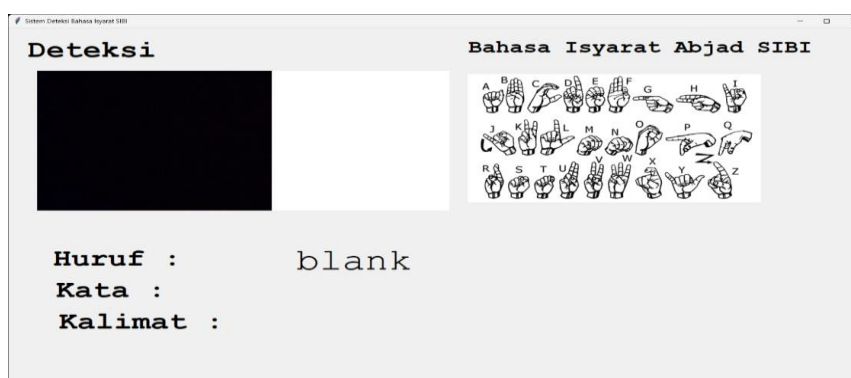 Sistem Deteksi Bahasa Isyarat SIBI
Deteksi
Bahasa Isyarat Abjad SIBI
A B C D E F G H I
J K L M N O P Q
R S T U V W X Y Z
Huruf : blank
Kata :
Kalimat :